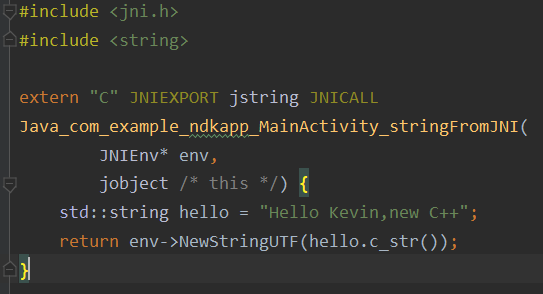 #include <jni.h>
#include <string>
extern "C" JNIEXPORT jstring JNICALL
Java_com_example_ndkapp_MainActivity_stringFromJNI(
JNIEnv* env,
jobject /* this */) {
std::string hello = "Hello Kevin,new C++";
return env->NewStringUTF(hello.c_str());
}